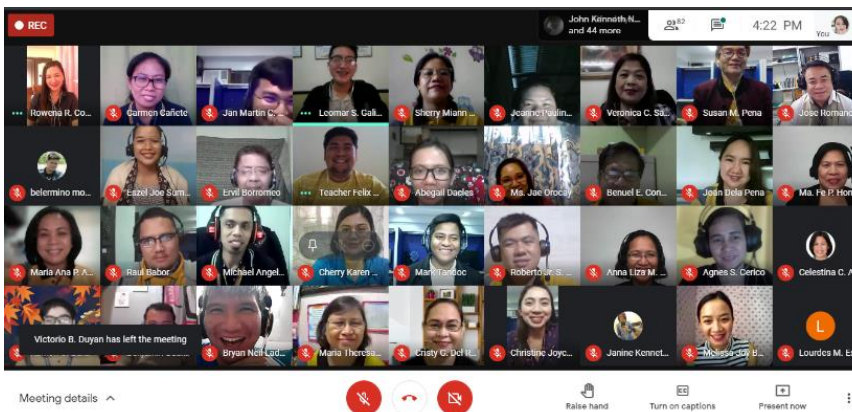 REC
John Kenneth N...
and 44 more
82
4:22 PM
You
Rowena R. Co...
Carmen Cañete
Jan Martin C...
Leomar S. Gali...
Sherry Miann ...
Jeanne Paulin...
Veronica C. Sa...
Susan M. Pena
Jose Romano
belermino mo...
Eszel Joe Sum...
Ervil Borromeo
Teacher Felix ...
Abegail Dacles
Ms. Jae Orocay
Benuel E. Con...
Joan Dela Pena
Ma. Fe P. Hon
Maria Ana P. A...
Raul Babor
Michael Angel...
Cherry Karen ...
Mark Tandoc
Roberto Jr. S. ...
Anna Liza M. ...
Agnes S. Cerico
Celestina C. A
Victorio B. Duyan has left the meeting
Bryan Neil Lad...
Maria Theresa...
Cristy G. Del R...
Christine Joyc...
Janine Kennet...
Melissa Joy B...
L
Lourdes M. Es
Meeting details
Raise hand
CC
Turn on captions
Present now